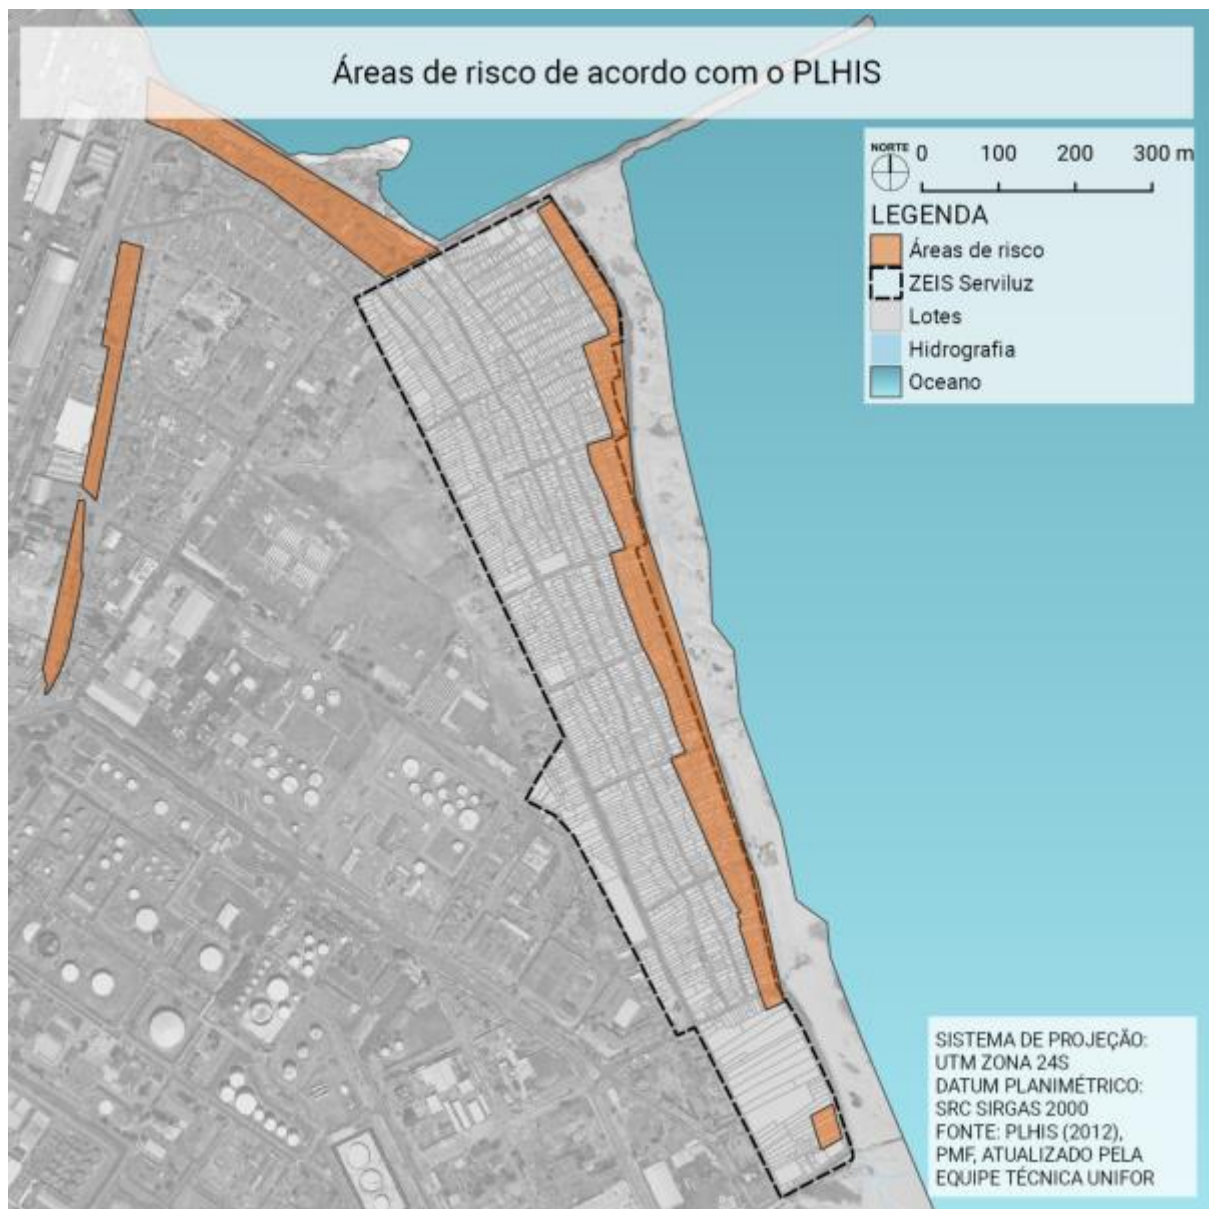 Áreas de risco de acordo com o PLHIS
NORTE 0 100 200 300 m
LEGENDA
Áreas de risco
ZEIS Serviluz
Lotes
Hidrografia
Oceano
SISTEMA DE PROJEÇÃO:
UTM ZONA 24S
DATUM PLANIMÉTRICO:
SRC SIRGAS 2000
FONTE: PLHIS (2012),
PMF, ATUALIZADO PELA
EQUIPE TÉCNICA UNIFOR